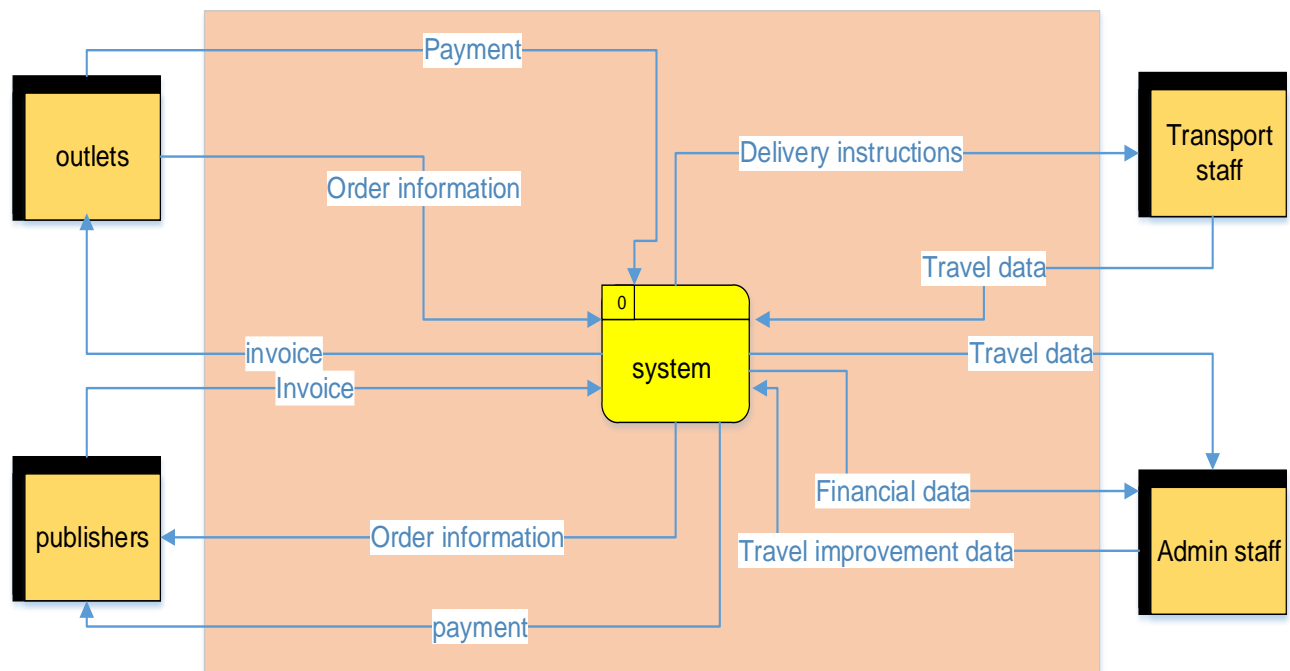 Payment
outlets
Transport
staff
Delivery instructions
Order information
Travel data
0
invoice
Travel data
system
Invoice
Financial data
publishers
Order information
Travel improvement data
Admin staff
payment